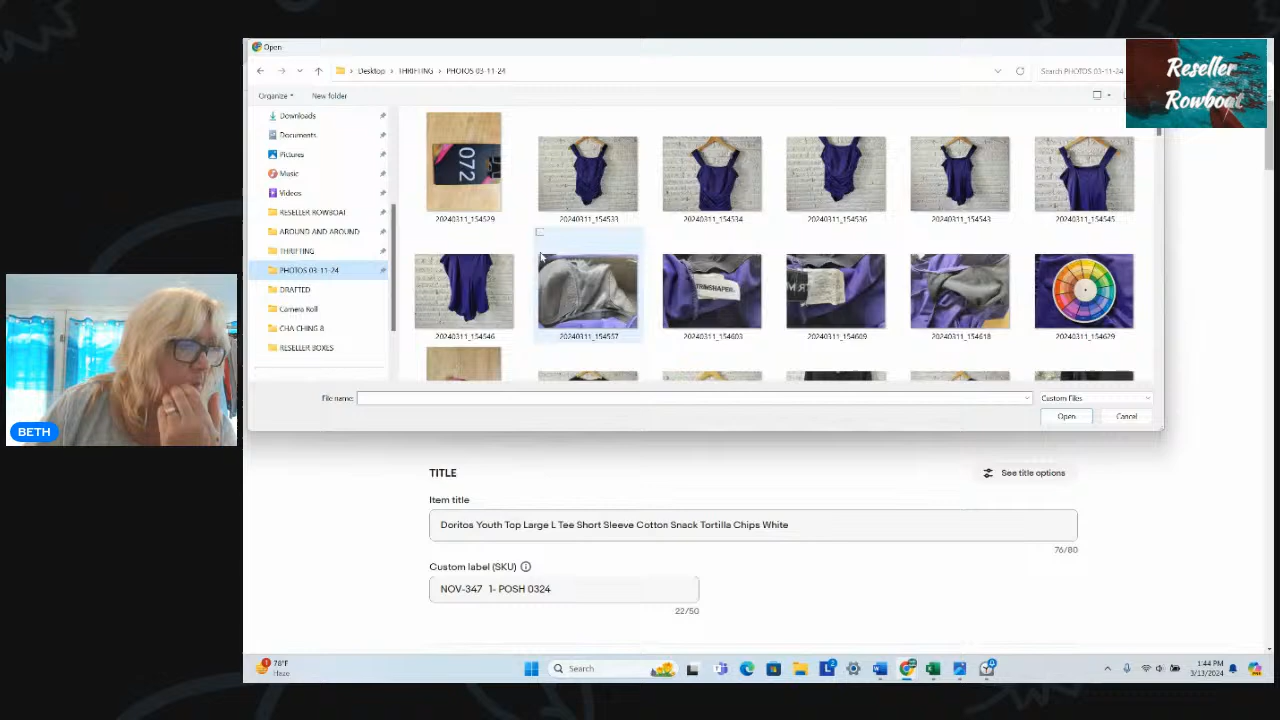 Open
Desktop > THRIFTING > PHOTOS 03-11-24
Search PHOTOS 03-11-24
Reseller
Rowboat
Organize
New folder
Downloads
Documents
Pictures
Music
Videos
RESELLER ROWBOAT
AROUND AND AROUND
THRIFTING
PHOTOS 03-11-24
DRAFTED
Camera Roll
CHA CHING 8
RESELLER BOXES
072
20240311_154529
20240311_154533
20240311_154534
20240311_154536
20240311_154543
20240311_154545
TRIMSHAPER
20240311_154546
20240311_154557
20240311_154603
20240311_154609
20240311_154618
20240311_154629
File name:
Custom Files
Open
Cancel
BETH
TITLE
See title options
Item title
Doritos Youth Top Large L Tee Short Sleeve Cotton Snack Tortilla Chips White
76/80
Custom label (SKU)
NOV-347 1- POSH 0324
22/50
78°F
Haze
Search
1:44 PM
3/13/2024